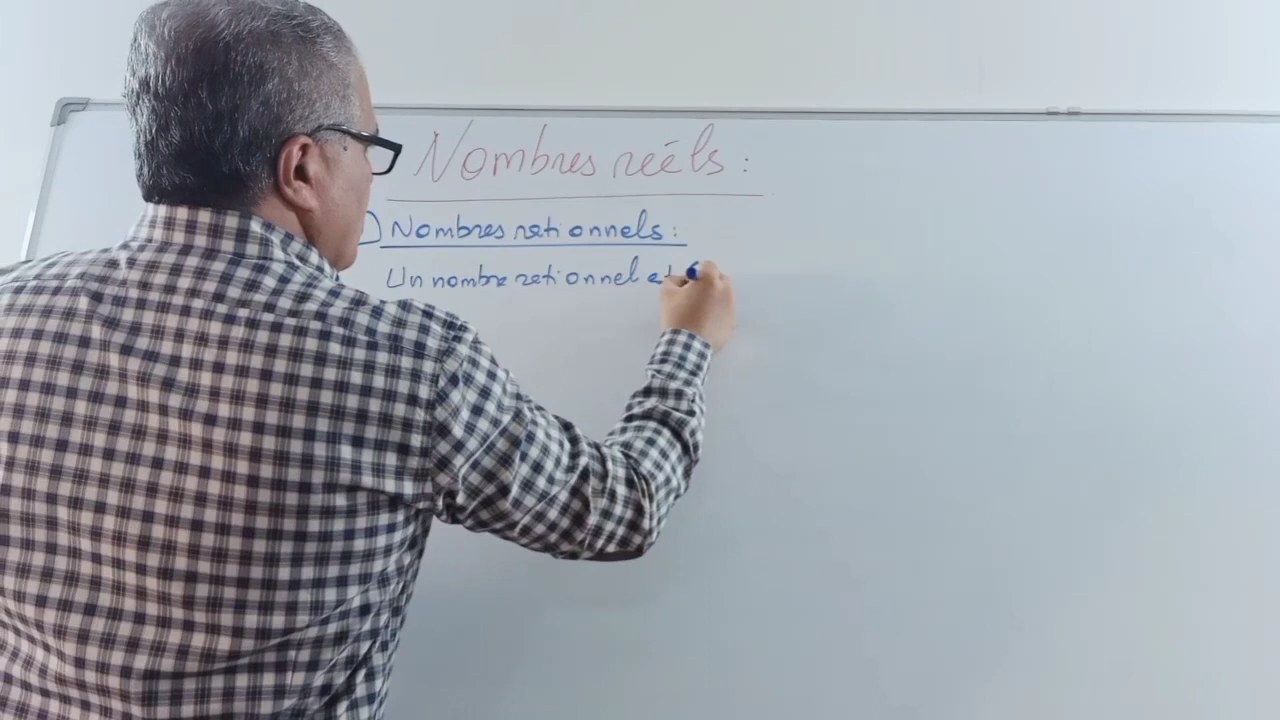 Nombres réels :
) Nombres rationnels :
Un nombre rationnel